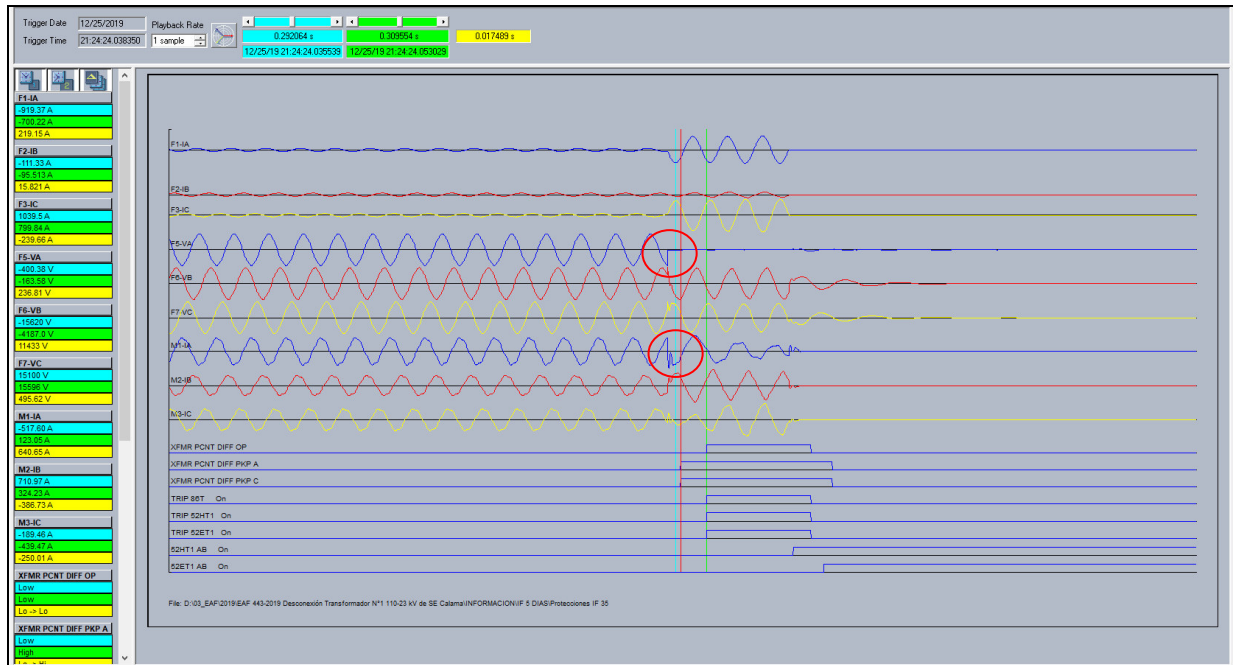 Trigger Date 12/25/2019 Playback Rate
Trigger Time 21:24:24.038350 1 sample
0.292064 s 0.309554 s 0.017489 s
12/25/19 21:24:24.035539 12/25/19 21:24:24.053029
F1-IA
-919.37 A
-700.22 A
219.15 A
F2-IB
-111.33 A
-95.513 A
15.821 A
F3-IC
1039.5 A
799.84 A
-239.66 A
F5-VA
-400.38 V
-163.58 V
236.81 V
F6-VB
-15620 V
-4187.0 V
11433 V
F7-VC
15100 V
15596 V
495.62 V
M1-IA
-517.60 A
123.05 A
640.65 A
M2-IB
710.97 A
324.23 A
-386.73 A
M3-IC
-189.46 A
-439.47 A
-250.01 A
XFMR PCNT DIFF OP
Low
Low
Lo -> Lo
XFMR PCNT DIFF PKP A
Low
High
Lo -> Hi
F1-IA
F2-IB
F3-IC
F5-VA
F6-VB
F7-VC
M1-IA
M2-IB
M3-IC
XFMR PCNT DIFF OP
XFMR PCNT DIFF PKP A
XFMR PCNT DIFF PKP C
TRIP 86T On
TRIP 52HT1 On
TRIP 52ET1 On
52HT1 AB On
52ET1 AB On
File: D:\03_EAF\2019\EAF 443-2019 Desconexión Transformador N°1 110-23 kV de SE Calama\INFORMACION\IF 5 DIAS\Protecciones IF 35